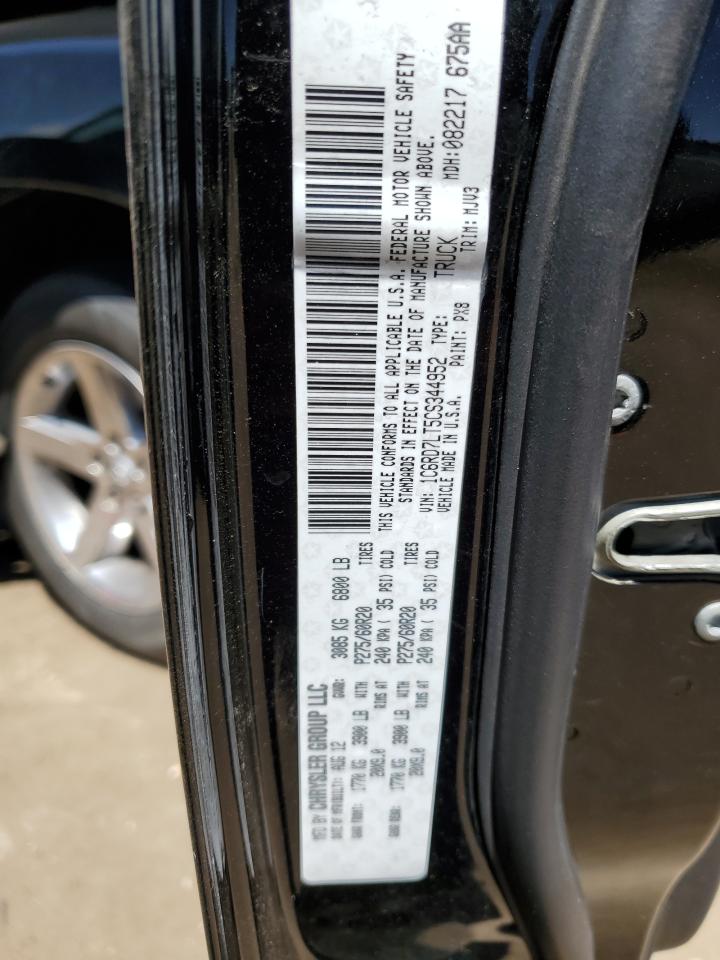 MFD BY CHRYSLER GROUP LLC
DATE OF MFR/BUILT: AUG 12 GVWR: 3085 KG 6800 LB
GAWR FRONT: 1770 KG 3900 LB WITH P275/60R20 TIRES
20X9.0 RIMS AT 240 KPA ( 35 PSI) COLD
GAWR REAR: 1770 KG 3900 LB WITH P275/60R20 TIRES
20X9.0 RIMS AT 240 KPA ( 35 PSI) COLD
THIS VEHICLE CONFORMS TO ALL APPLICABLE U.S.A. FEDERAL MOTOR VEHICLE SAFETY
STANDARDS IN EFFECT ON THE DATE OF MANUFACTURE SHOWN ABOVE.
VIN: 1C6RD7LT5CS344952 TYPE: TRUCK MDH:082217 675AA
VEHICLE MADE IN U.S.A. PAINT: PX8 TRIM: MJV3